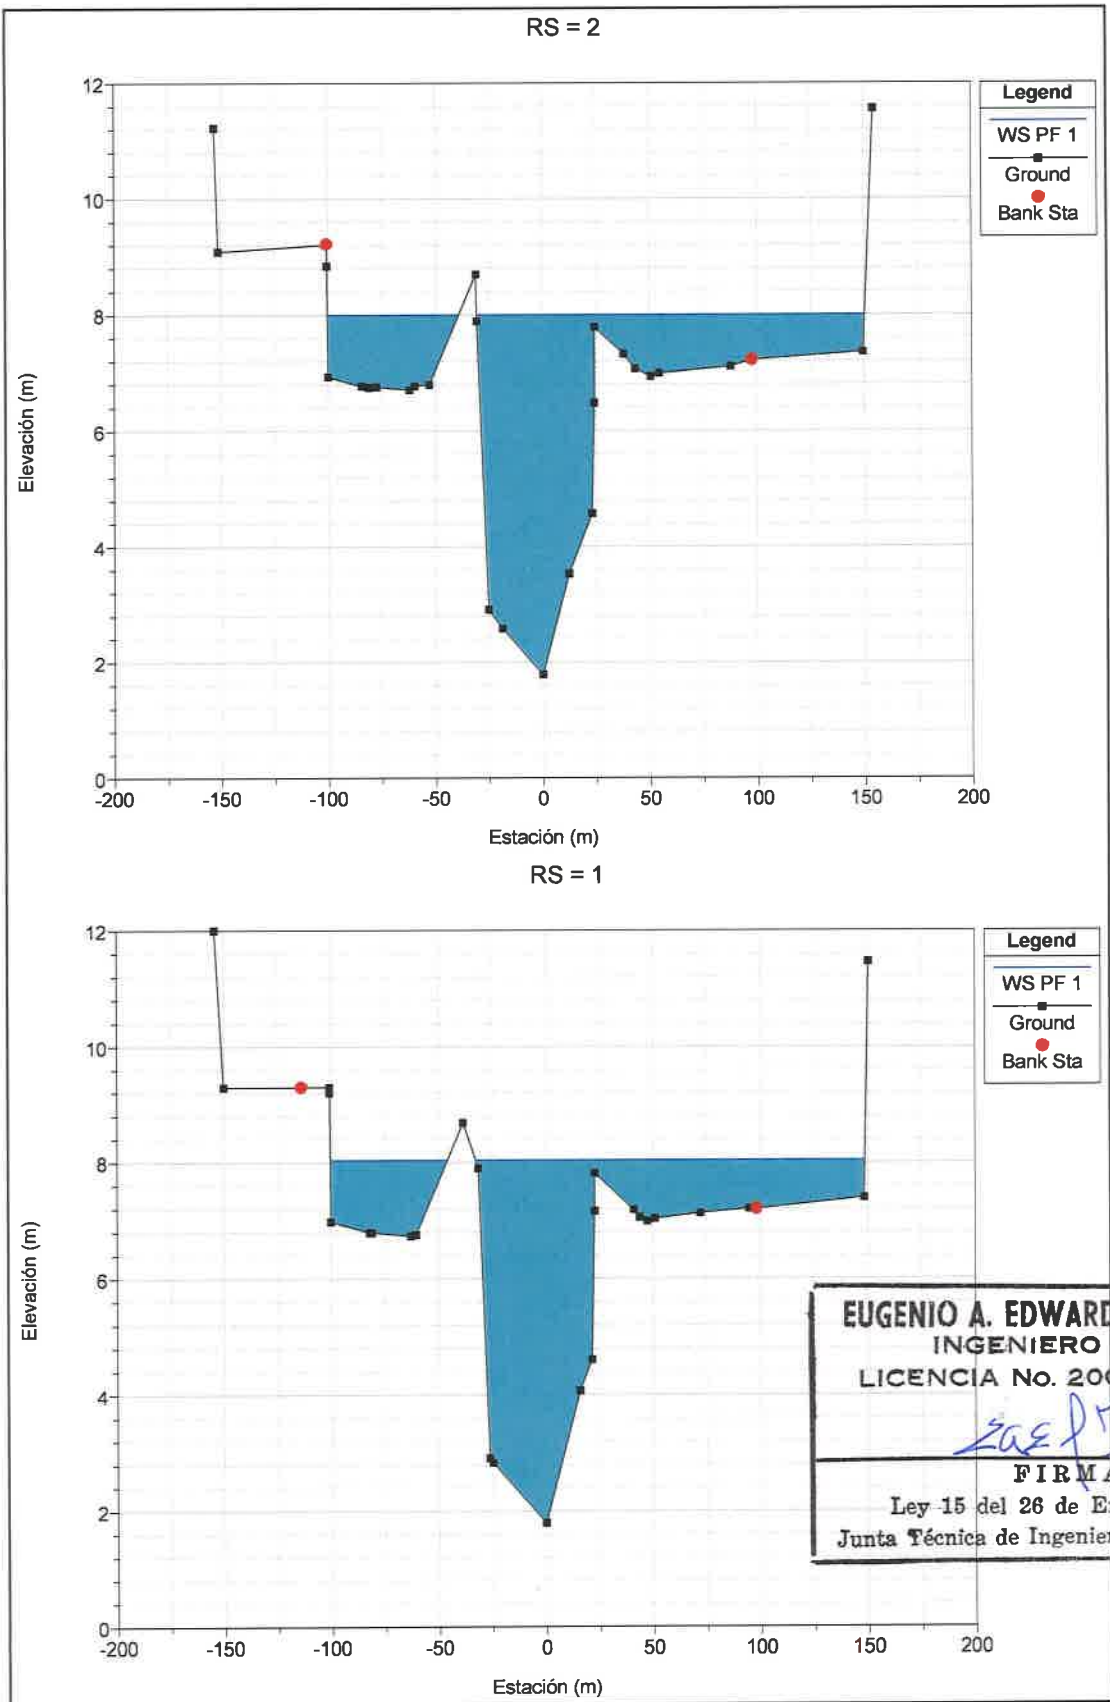 RS = 2
12
10
8
6
4
2
0
Elevación (m)
-200 -150 -100 -50 0 50 100 150 200
Estación (m)
Legend
WS PF 1
Ground
Bank Sta
RS = 1
12
10
8
6
4
2
0
Elevación (m)
-200 -150 -100 -50 0 50 100 150 200
Estación (m)
Legend
WS PF 1
Ground
Bank Sta
EUGENIO A. EDWARD
INGENIERO
LICENCIA No. 200
FIRMA
Ley 15 del 26 de E
Junta Técnica de Ingenier